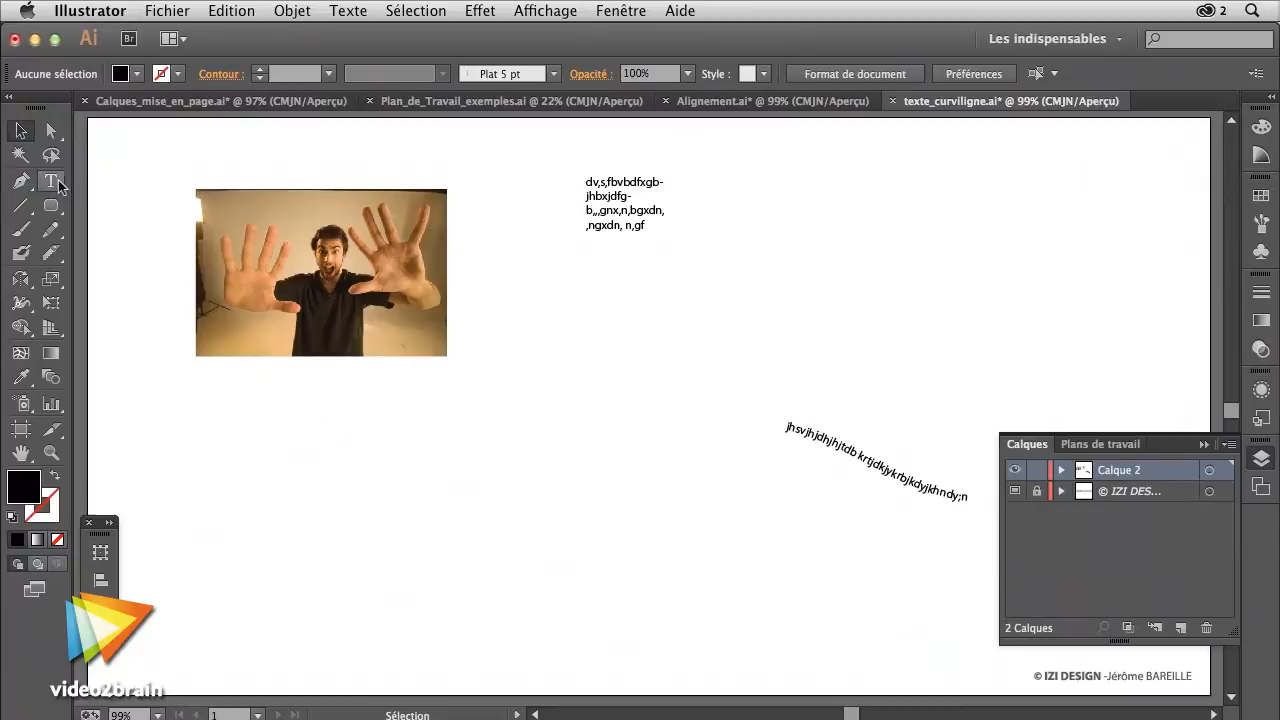 Illustrator Fichier Edition Objet Texte Sélection Effet Affichage Fenêtre Aide 2
Ai Br Les indispensables
Aucune sélection Contour : Plat 5 pt Opacité : 100% Style : Format de document Préférences
× Calques_mise_en_page.ai* @ 97% (CMJN/Aperçu) × Plan_de_Travail_exemples.ai @ 22% (CMJN/Aperçu) × Alignement.ai* @ 99% (CMJN/Aperçu) × texte_curviligne.ai* @ 99% (CMJN/Aperçu)
T
dv,s,fbvbdfxgb-
jhbxjdfg-
b,,,gnx,n,bgxdn,
,ngxdn, n,gf
jhsvjhjdhjhjtdb krtjdkjykrbjkdyjkhndy;n
Calques Plans de travail
Calque 2
© IZI DES...
2 Calques
© IZI DESIGN -Jérôme BAREILLE
video2brain
99% 1 Sélection